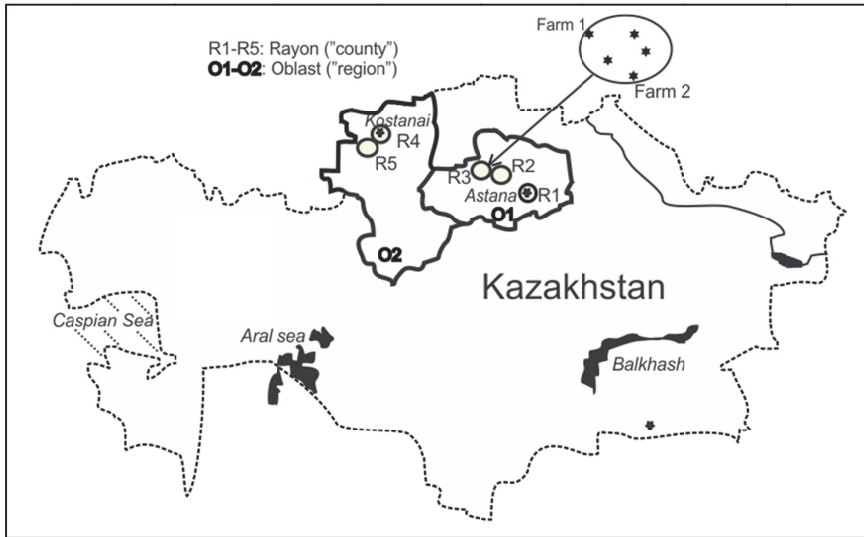 Farm 1
R1-R5: Rayon ("county")
O1-O2: Oblast ("region")
Farm 2
Kostanai
R4
R5
R3
R2
Astana
R1
O1
O2
Kazakhstan
Caspian Sea
Aral sea
Balkhash